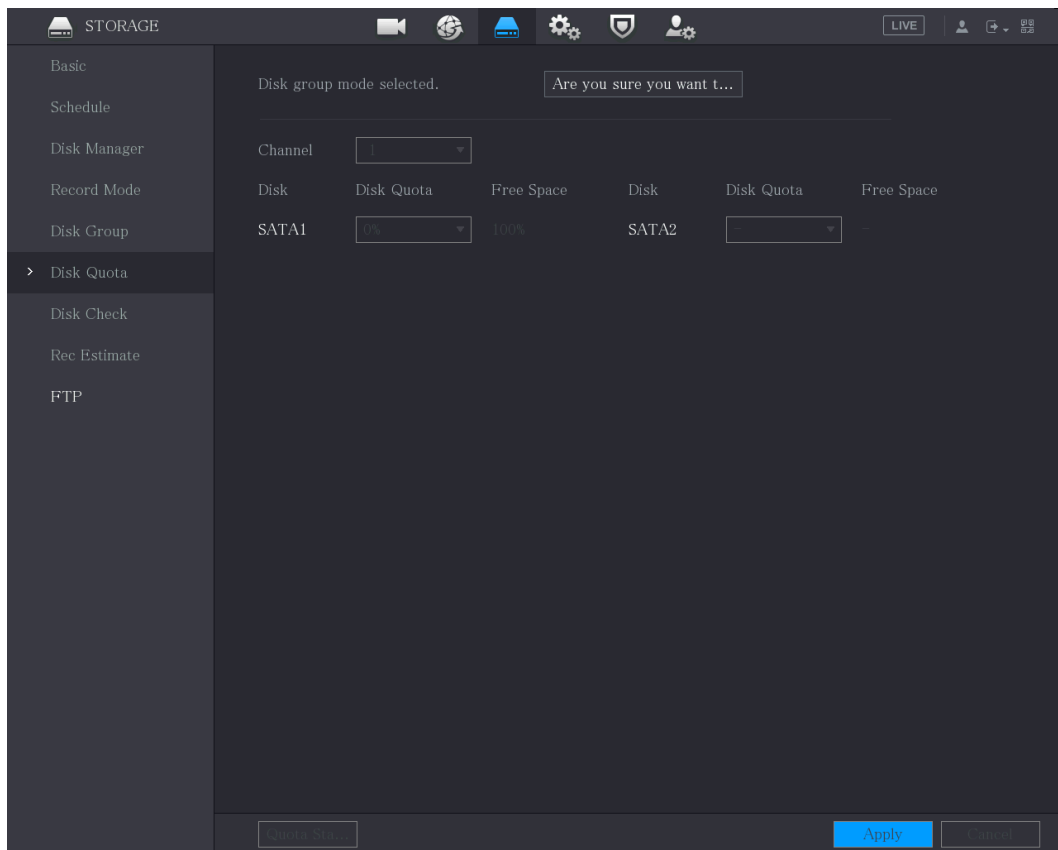 STORAGE
LIVE
Basic
Schedule
Disk Manager
Record Mode
Disk Group
Disk Quota
Disk Check
Rec Estimate
FTP
Disk group mode selected. Are you sure you want t...
Channel 1
Disk Disk Quota Free Space Disk Disk Quota Free Space
SATA1 0% 100% SATA2 - -
Quota Sta... Apply Cancel